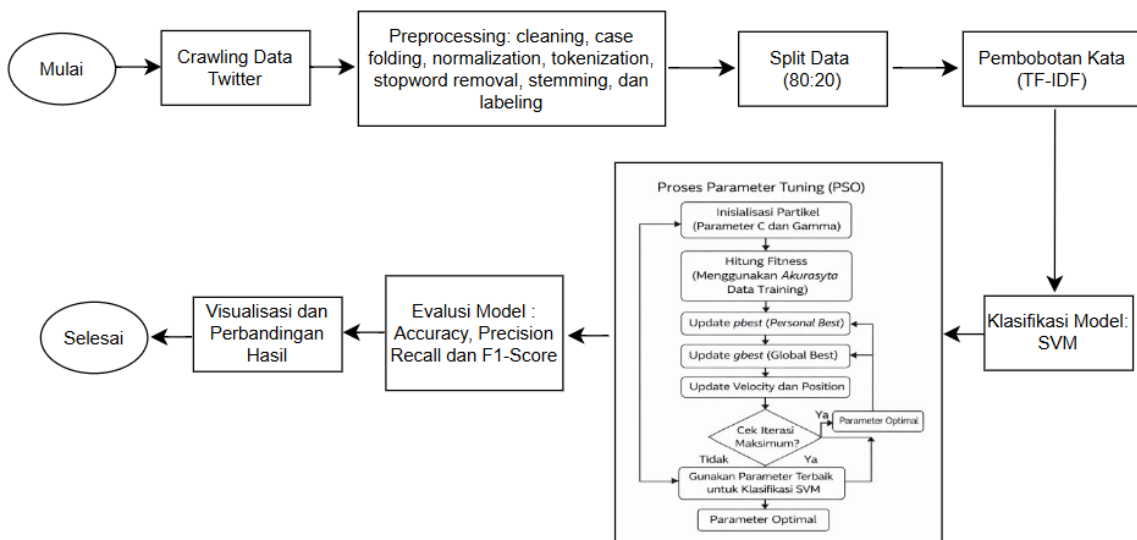 Mulai
Crawling Data
Twitter
Preprocessing: cleaning, case
folding, normalization, tokenization,
stopword removal, stemming, dan
labeling
Split Data
(80:20)
Pembobotan Kata
(TF-IDF)
Klasifikasi Model:
SVM
Proses Parameter Tuning (PSO)
Inisialisasi Partikel
(Parameter C dan Gamma)
Hitung Fitness
(Menggunakan Akurasyta
Data Training)
Update pbest (Personal Best)
Update gbest (Global Best)
Update Velocity dan Position
Cek Iterasi
Maksimum?
Ya
Parameter Optimal
Tidak
Ya
Gunakan Parameter Terbaik
untuk Klasifikasi SVM
Parameter Optimal
Evalusi Model :
Accuracy, Precision
Recall dan F1-Score
Visualisasi dan
Perbandingan
Hasil
Selesai